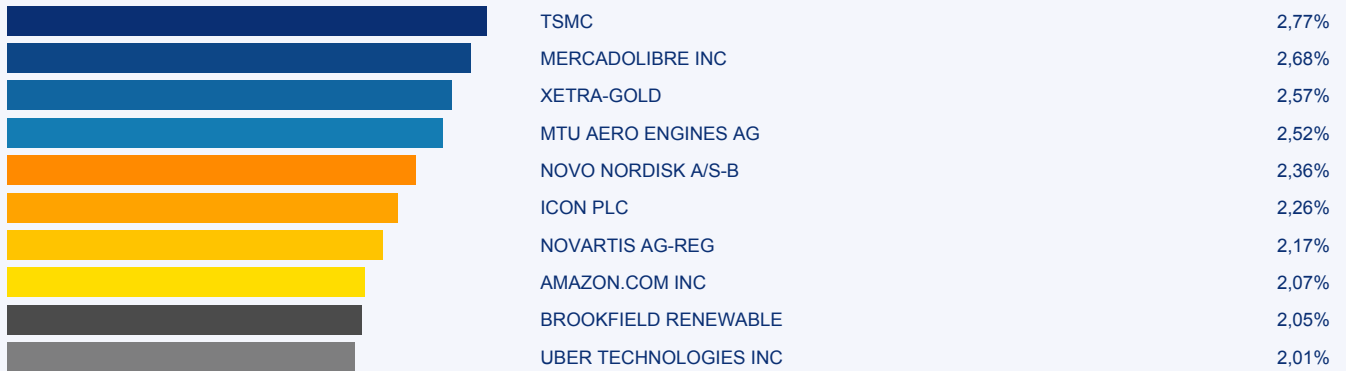 TSMC 2,77%
MERCADOLIBRE INC 2,68%
XETRA-GOLD 2,57%
MTU AERO ENGINES AG 2,52%
NOVO NORDISK A/S-B 2,36%
ICON PLC 2,26%
NOVARTIS AG-REG 2,17%
AMAZON.COM INC 2,07%
BROOKFIELD RENEWABLE 2,05%
UBER TECHNOLOGIES INC 2,01%